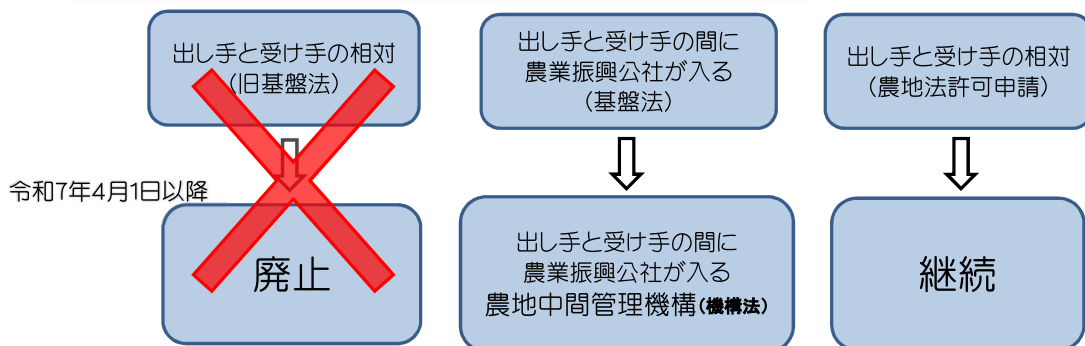 出し手と受け手の相対
(旧基盤法)
出し手と受け手の間に
農業振興公社が入る
(基盤法)
出し手と受け手の相対
(農地法許可申請)
令和7年4月1日以降
廃止
出し手と受け手の間に
農業振興公社が入る
農地中間管理機構(機構法)
継続